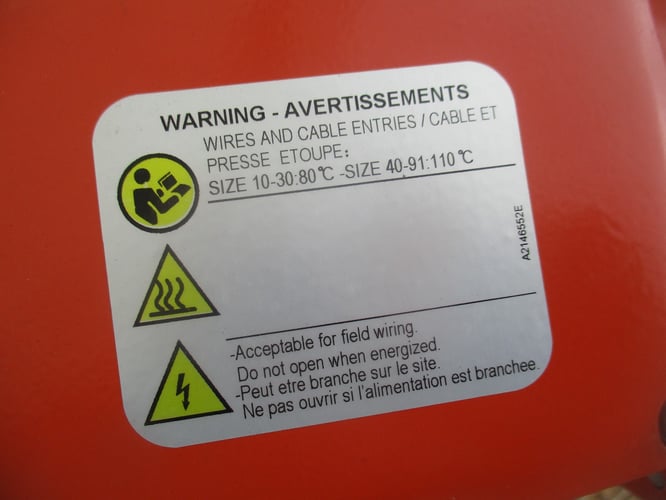 WARNING - AVERTISSEMENTS
WIRES AND CABLE ENTRIES / CABLE ET
PRESSE ETOUPE:
SIZE 10-30:80℃ -SIZE 40-91:110℃
A2146552E
-Acceptable for field wiring.
Do not open when energized.
-Peut etre branche sur le site.
Ne pas ouvrir si l'alimentation est branchee.